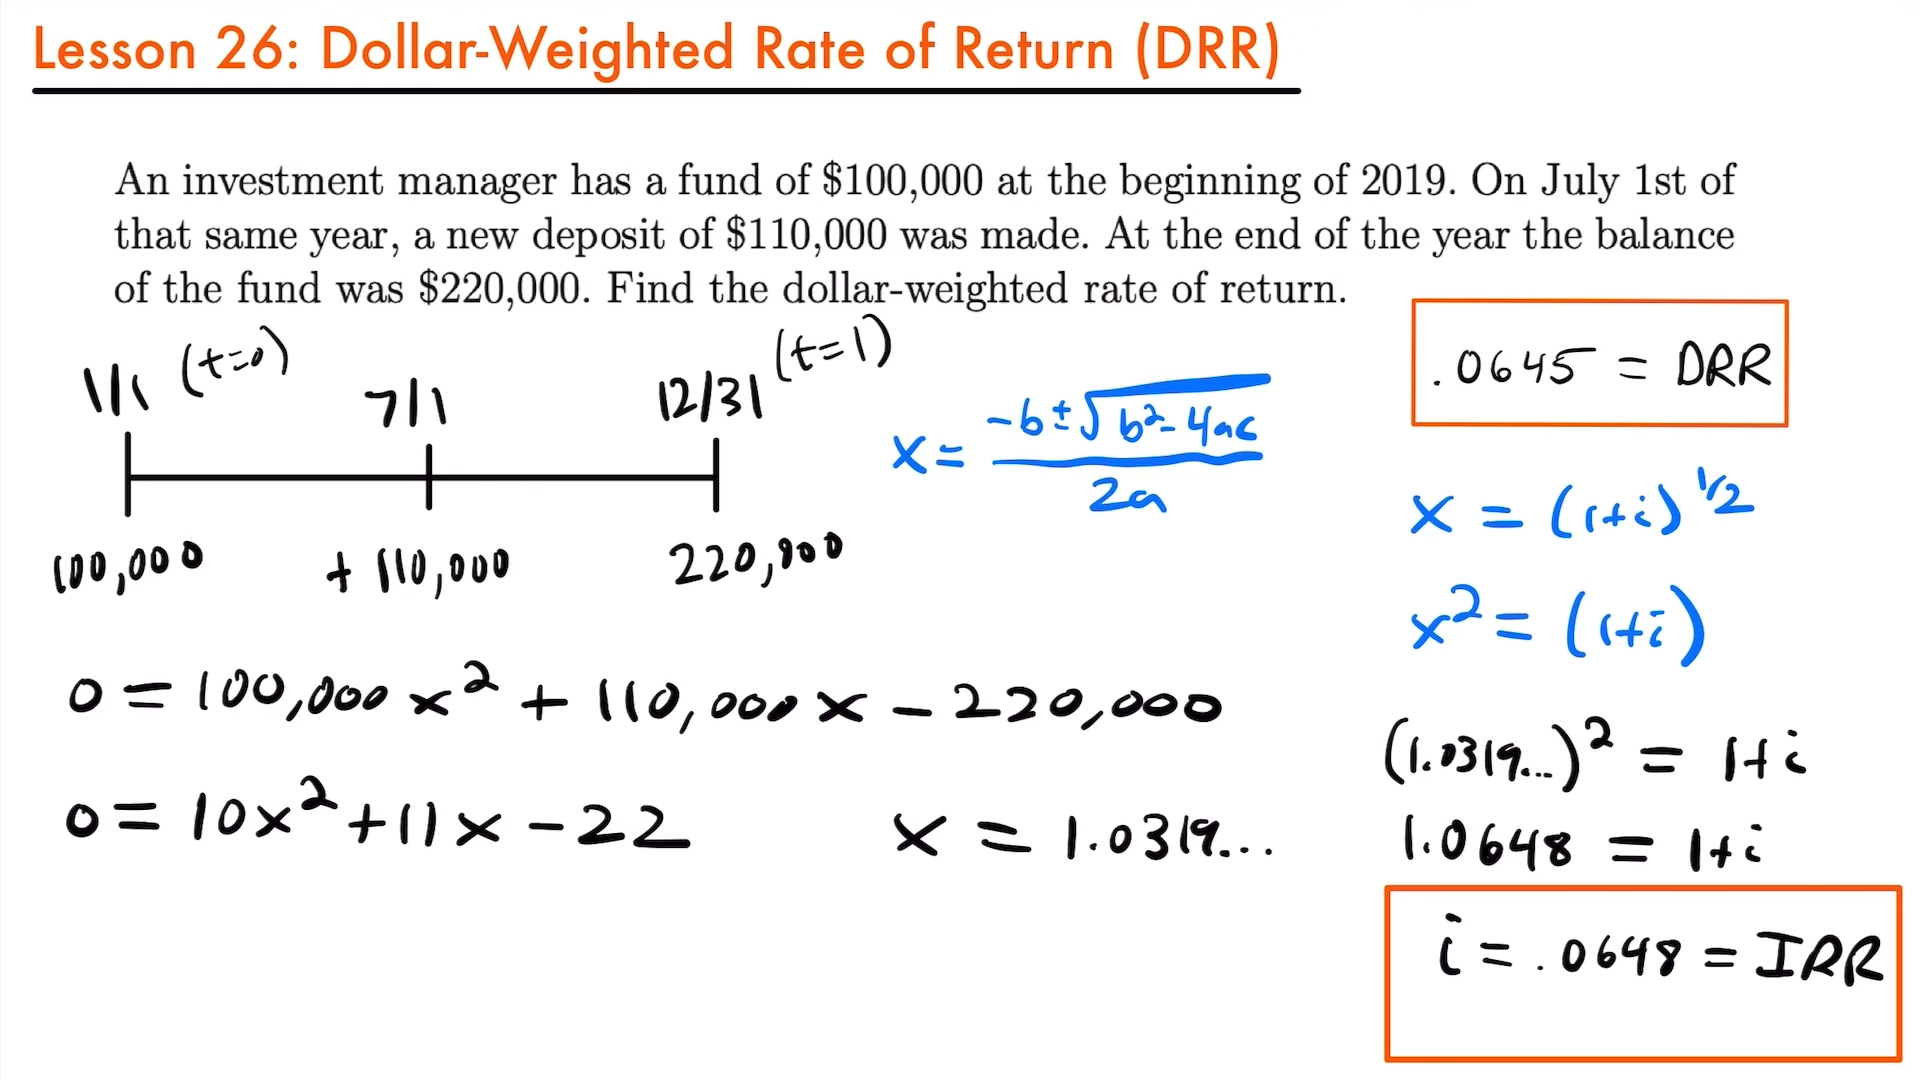 Lesson 26: Dollar-Weighted Rate of Return (DRR)
An investment manager has a fund of $100,000 at the beginning of 2019. On July 1st of
that same year, a new deposit of $110,000 was made. At the end of the year the balance
of the fund was $220,000. Find the dollar-weighted rate of return.
1/1 (t=0) 7/1 12/31 (t=1)
100,000 + 110,000 220,000
x = (-b ± √(b² - 4ac)) / 2a
.0645 = DRR
x = (1+i)^1/2
x² = (1+i)
0 = 100,000x² + 110,000x - 220,000
0 = 10x² + 11x - 22
x = 1.0319...
(1.0319...)² = 1+i
1.0648 = 1+i
i = .0648 = IRR